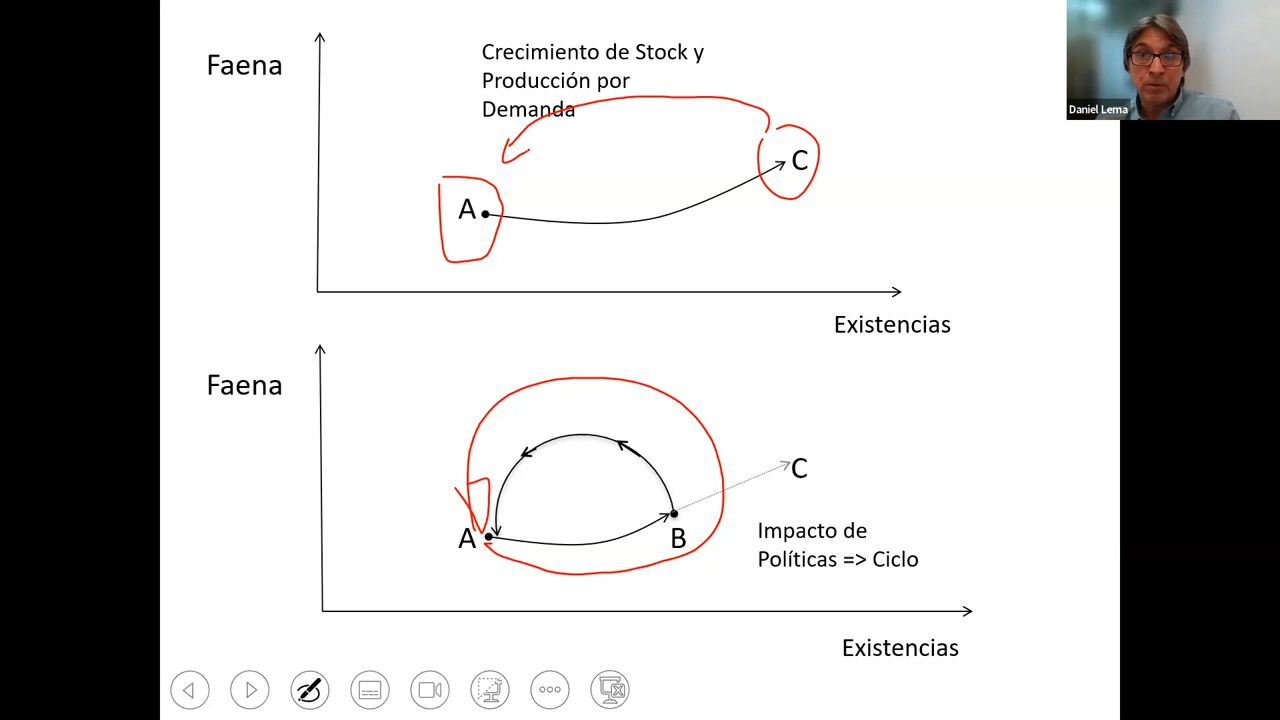 Faena
Crecimiento de Stock y
Producción por
Demanda
Daniel Lema
A
C
Existencias
Faena
C
A
B
Impacto de
Políticas => Ciclo
Existencias